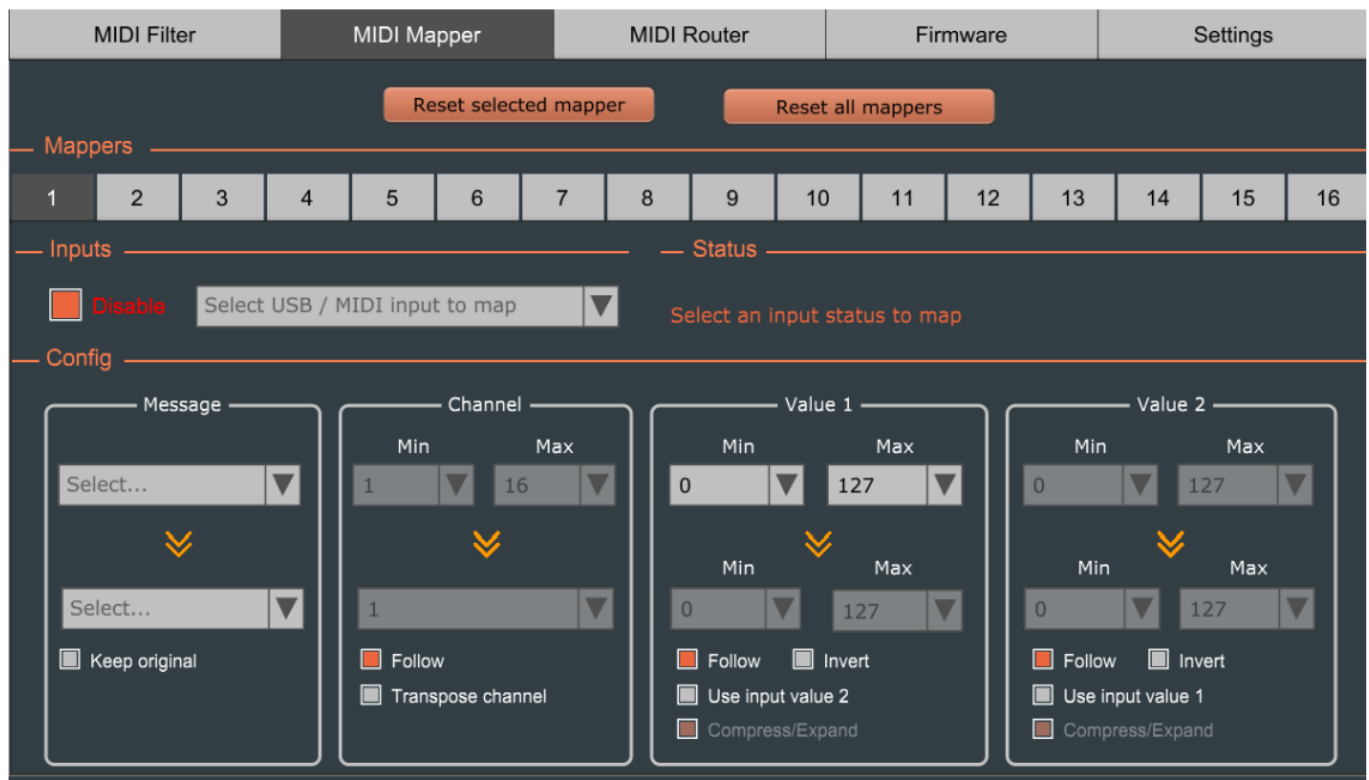 MIDI Filter MIDI Mapper MIDI Router Firmware Settings
Reset selected mapper Reset all mappers
Mappers
1 2 3 4 5 6 7 8 9 10 11 12 13 14 15 16
Inputs Status
Disable Select USB / MIDI input to map
Select an input status to map
Config
Message Channel Value 1 Value 2
Min Max Min Max Min Max
Select... 1 16 0 127 0 127
Min Max Min Max
Select... 1 0 127 0 127
Keep original Follow Follow Invert Follow Invert
Transpose channel Use input value 2 Use input value 1
Compress/Expand Compress/Expand